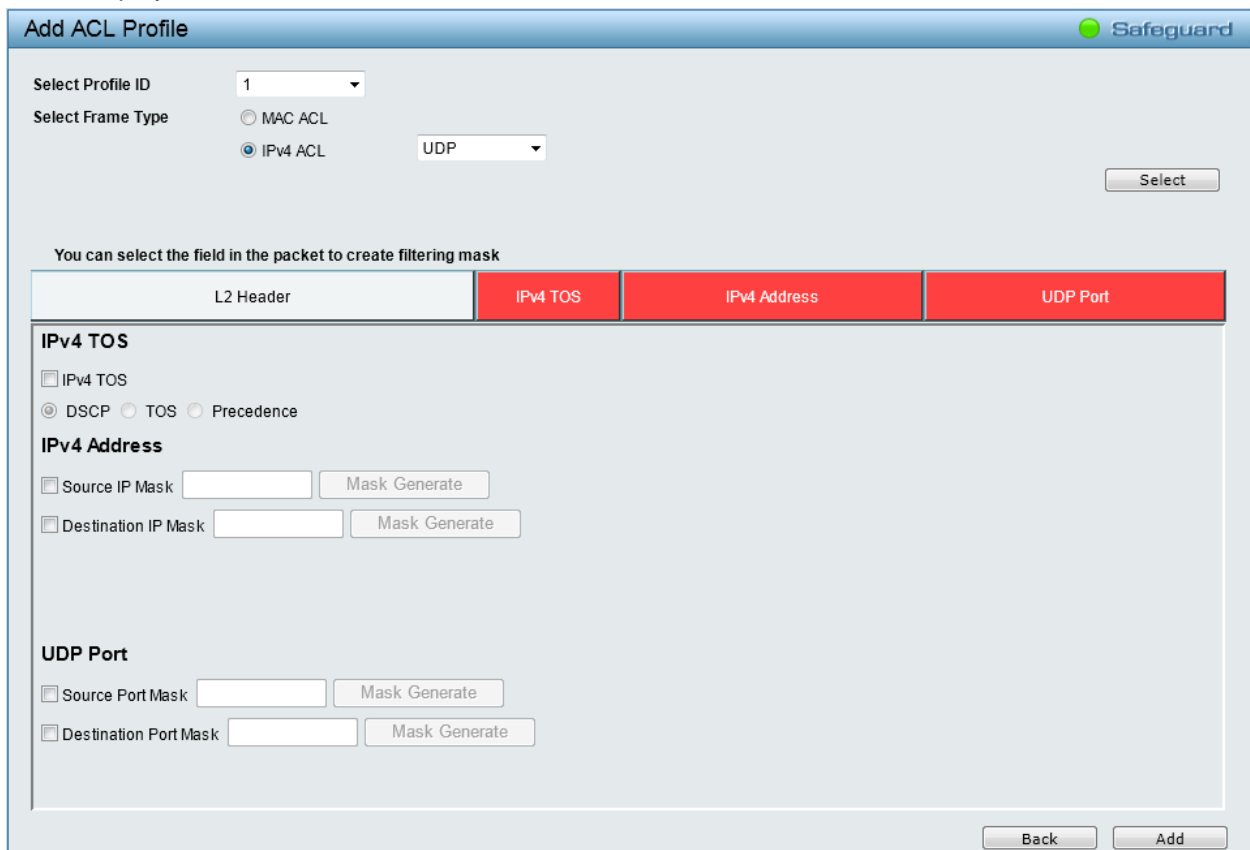 Add ACL Profile
Safeguard
Select Profile ID
1
Select Frame Type
MAC ACL
IPv4 ACL
UDP
Select
You can select the field in the packet to create filtering mask
L2 Header
IPv4 TOS
IPv4 Address
UDP Port
IPv4 TOS
IPv4 TOS
DSCP TOS Precedence
IPv4 Address
Source IP Mask Mask Generate
Destination IP Mask Mask Generate
UDP Port
Source Port Mask Mask Generate
Destination Port Mask Mask Generate
Back Add